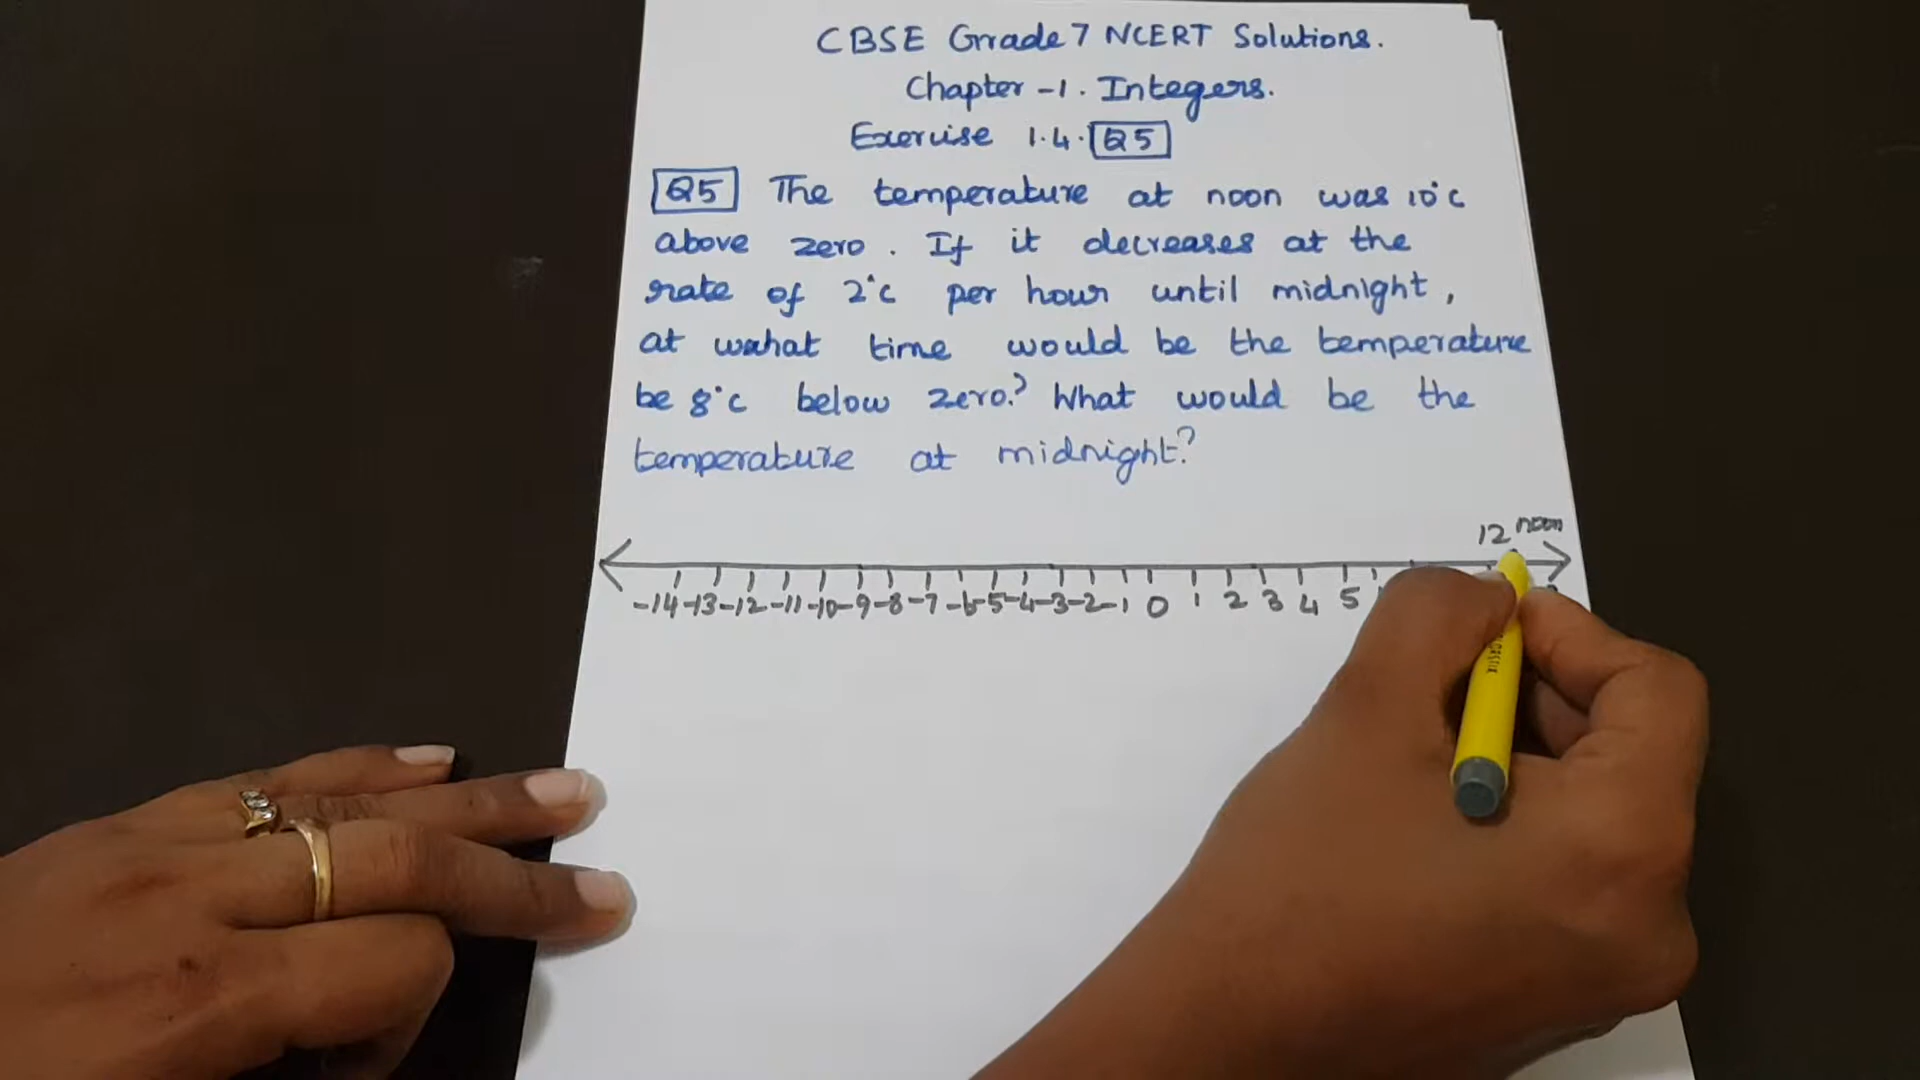 CBSE Grade 7 NCERT Solutions.
Chapter -1. Integers.
Exercise 1.4. Q5
Q5 The temperature at noon was 10°C
above zero. If it decreases at the
rate of 2°C per hour until midnight,
at wahat time would be the temperature
be 8°C below zero? What would be the
temperature at midnight?
12 noon
-14 -13 -12 -11 -10 -9 -8 -7 -6 -5 -4 -3 -2 -1 0 1 2 3 4 5